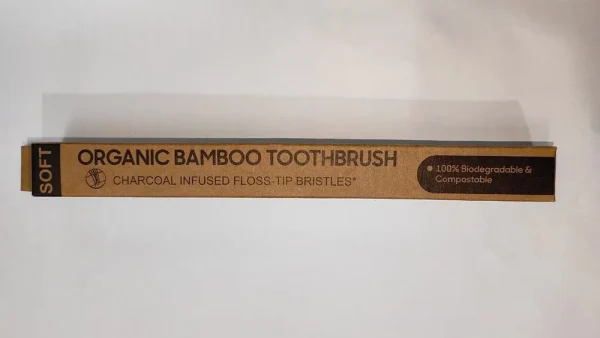 SOFT
ORGANIC BAMBOO TOOTHBRUSH
CHARCOAL INFUSED FLOSS-TIP BRISTLES*
100% Biodegradable &
Compostable